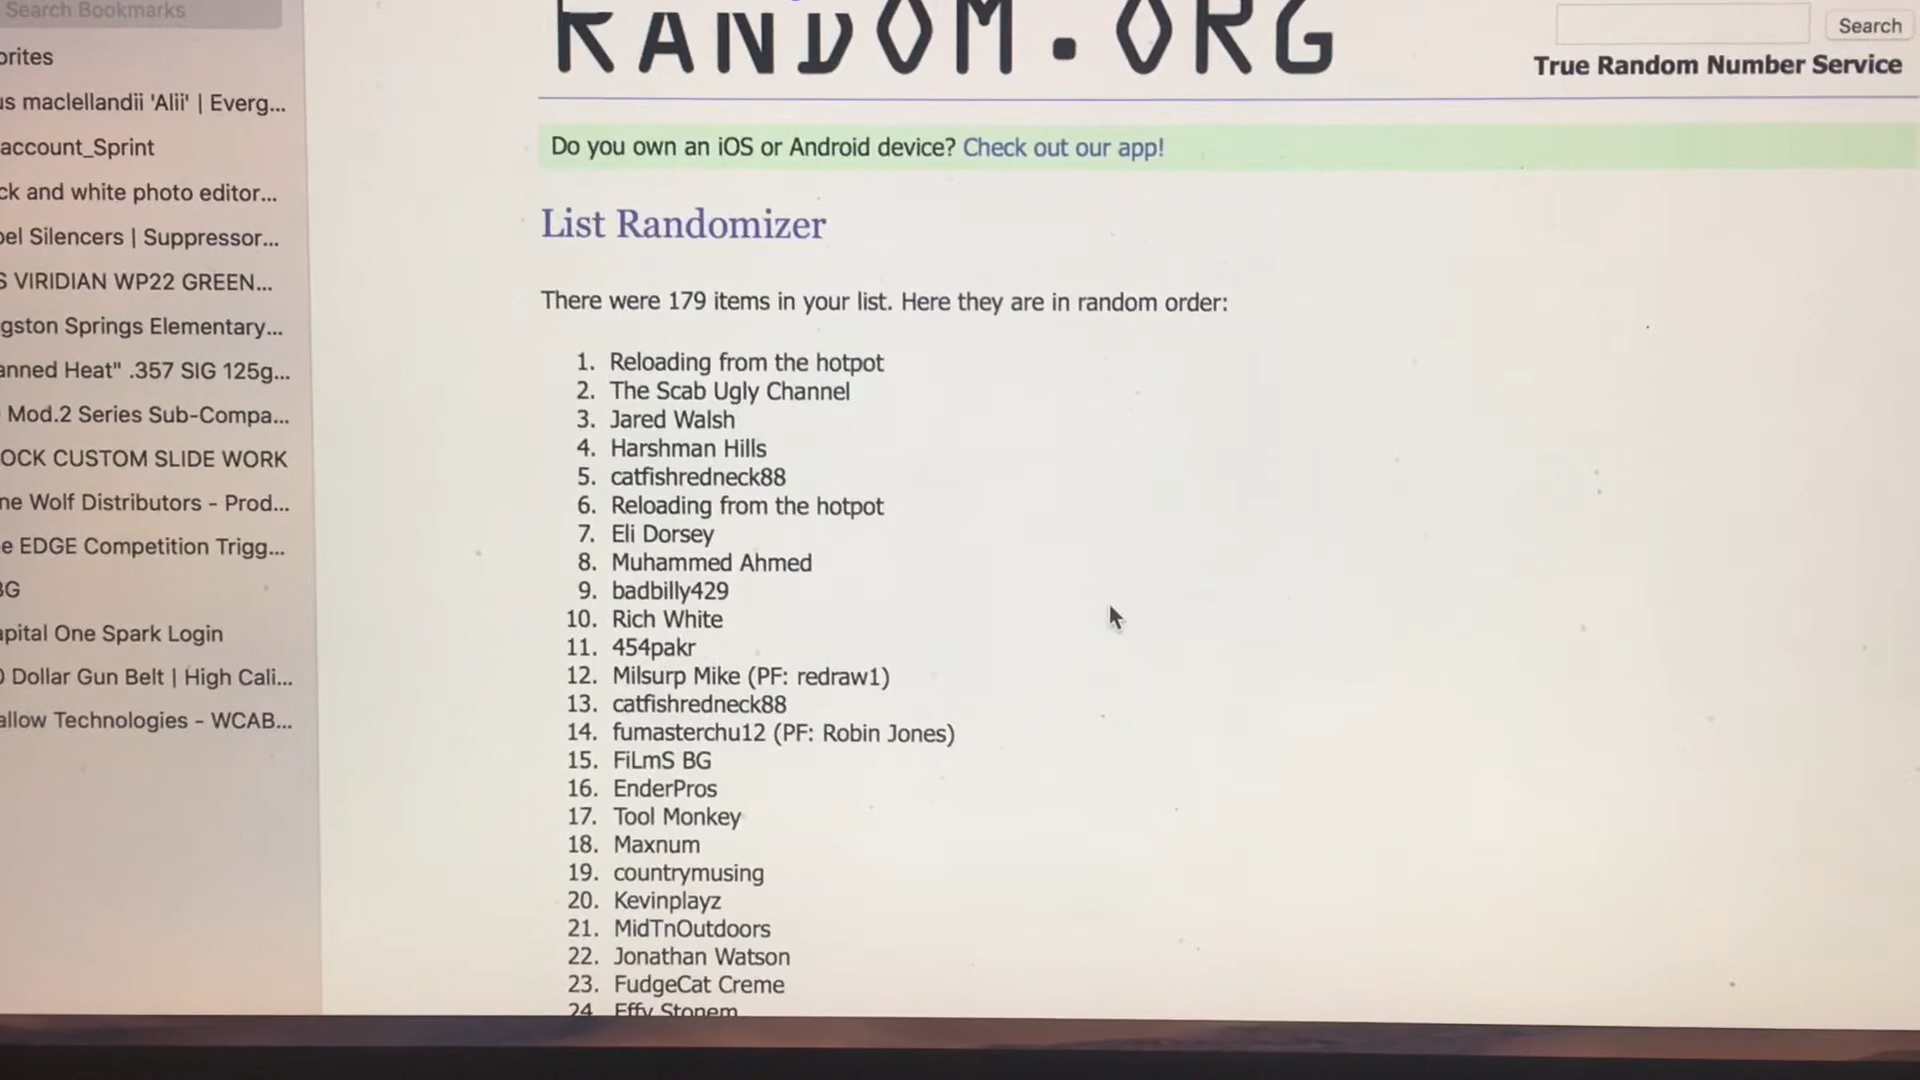 Search Bookmarks
orites
us maclellandii 'Alii' | Everg...
account_Sprint
ck and white photo editor...
pel Silencers | Suppressor...
S VIRIDIAN WP22 GREEN...
gston Springs Elementary...
anned Heat" .357 SIG 125g...
Mod.2 Series Sub-Compa...
OCK CUSTOM SLIDE WORK
ne Wolf Distributors - Prod...
e EDGE Competition Trigg...
BG
apital One Spark Login
0 Dollar Gun Belt | High Cali...
allow Technologies - WCAB...
RANDOM.ORG
Search
True Random Number Service
Do you own an iOS or Android device? Check out our app!
List Randomizer
There were 179 items in your list. Here they are in random order:
1. Reloading from the hotpot
2. The Scab Ugly Channel
3. Jared Walsh
4. Harshman Hills
5. catfishredneck88
6. Reloading from the hotpot
7. Eli Dorsey
8. Muhammed Ahmed
9. badbilly429
10. Rich White
11. 454pakr
12. Milsurp Mike (PF: redraw1)
13. catfishredneck88
14. fumasterchu12 (PF: Robin Jones)
15. FiLmS BG
16. EnderPros
17. Tool Monkey
18. Maxnum
19. countrymusing
20. Kevinplayz
21. MidTnOutdoors
22. Jonathan Watson
23. FudgeCat Creme
24. Effy Stonem